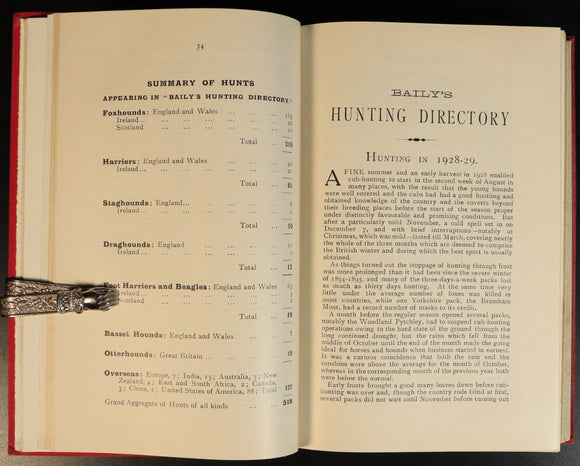 34
SUMMARY OF HUNTS
APPEARING IN "BAILY'S HUNTING DIRECTORY."
Foxhounds: England and Wales ... ... 183
Ireland ... ... ... ... ... ...
Scotland ... ... ... ... ...
Total ...
Harriers: England and Wales ... ... ...
Ireland ... ... ... ... ... ... 21
Total ...
Staghounds: England ... ... ... ...
Ireland ... ... ... ... ... ...
Total ... 10
Draghounds: England ... ... ... 11
Ireland ... ... ... ... ...
Total ... 13
Foot Harriers and Beagles: England 63
Ireland ... ... ... ... ...
Scotland ... ... ... ... ...
Total ...
Basset Hounds: England and Wales ... 7
Otterhounds: Great Britain ... ... ...
Overseas: Europe, 7; India, 13; Australia, 3; New
Zealand, 4; East and South Africa, 2; Canada,
3; China, 2; United States of America, 88; Total 122
Grand Aggregate of Hunts of all kinds ... ...
BAILY'S
HUNTING DIRECTORY
HUNTING IN 1928-29.
A FINE summer and an early harvest in 1928 enabled
cub-hunting to start in the second week of August in
many places, with the result that the young hounds
were well entered and the cubs had had a good hustling and
obtained knowledge of the country and the coverts beyond
their breeding places before the start of the season proper
under distinctly favourable and promising conditions. But
after a particularly mild November, a cold spell set in on
December 7, and with brief interruptions—notably at
Christmas, which was mild—lasted till March, covering nearly
the whole of the three months which are deemed to comprise
the British winter and during which the best sport is usually
obtained.
As things turned out the stoppage of hunting through frost
was more prolonged than it had been since the severe winter
of 1894-1895, and many of the three-days-a-week packs lost
as much as thirty days hunting. At the same time very
little under the average number of foxes was killed in
most countries, while one Yorkshire pack, the Bramham
Moor, had a record number of masks to its credit.
A month before the regular season opened several packs,
notably the Woodland Pytchley, had to suspend cub-hunting
operations owing to the hard state of the ground through the
long continued drought, but the rains which fell from the
middle of October until the end of the month made the going
ideal for horses and hounds when business started in earnest.
It was a curious coincidence that both the rain and the
sunshine were above the average for the month of October,
whereas in the corresponding month of the previous year both
were below the normal.
Early frosts brought a good many leaves down before cub-
hunting was over and, though the country rode blind at first,
several packs did not wait until November before turning out